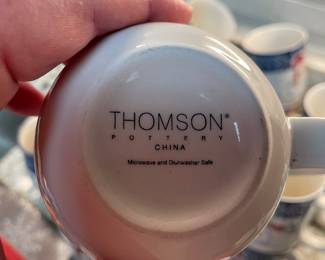 THOMSON®
POTTERY
CHINA
Microwave and Dishwasher Safe